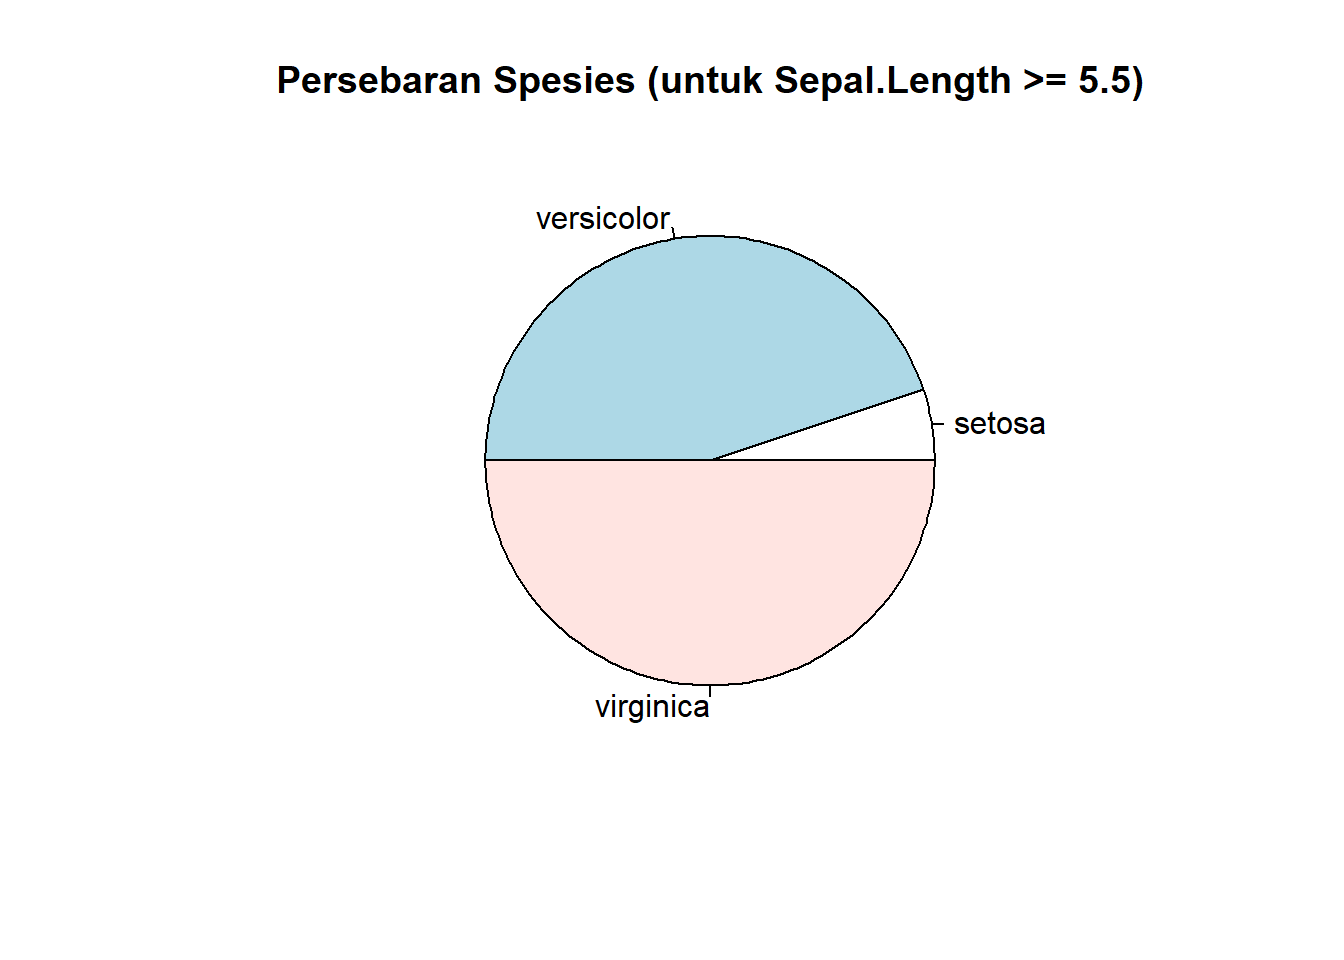 Persebaran Spesies (untuk Sepal.Length >= 5.5)
versicolor
setosa
virginica